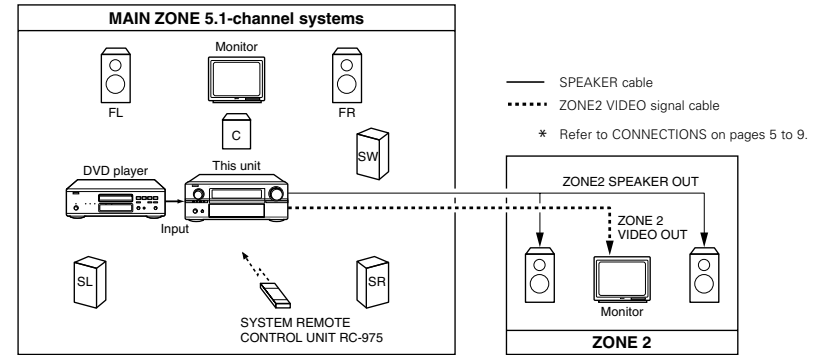 MAIN ZONE 5.1-channel systems
Monitor
FL
FR
C
SW
DVD player
This unit
Input
SL
SR
SYSTEM REMOTE
CONTROL UNIT RC-975
SPEAKER cable
ZONE2 VIDEO signal cable
* Refer to CONNECTIONS on pages 5 to 9.
ZONE2 SPEAKER OUT
ZONE 2
VIDEO OUT
Monitor
ZONE 2